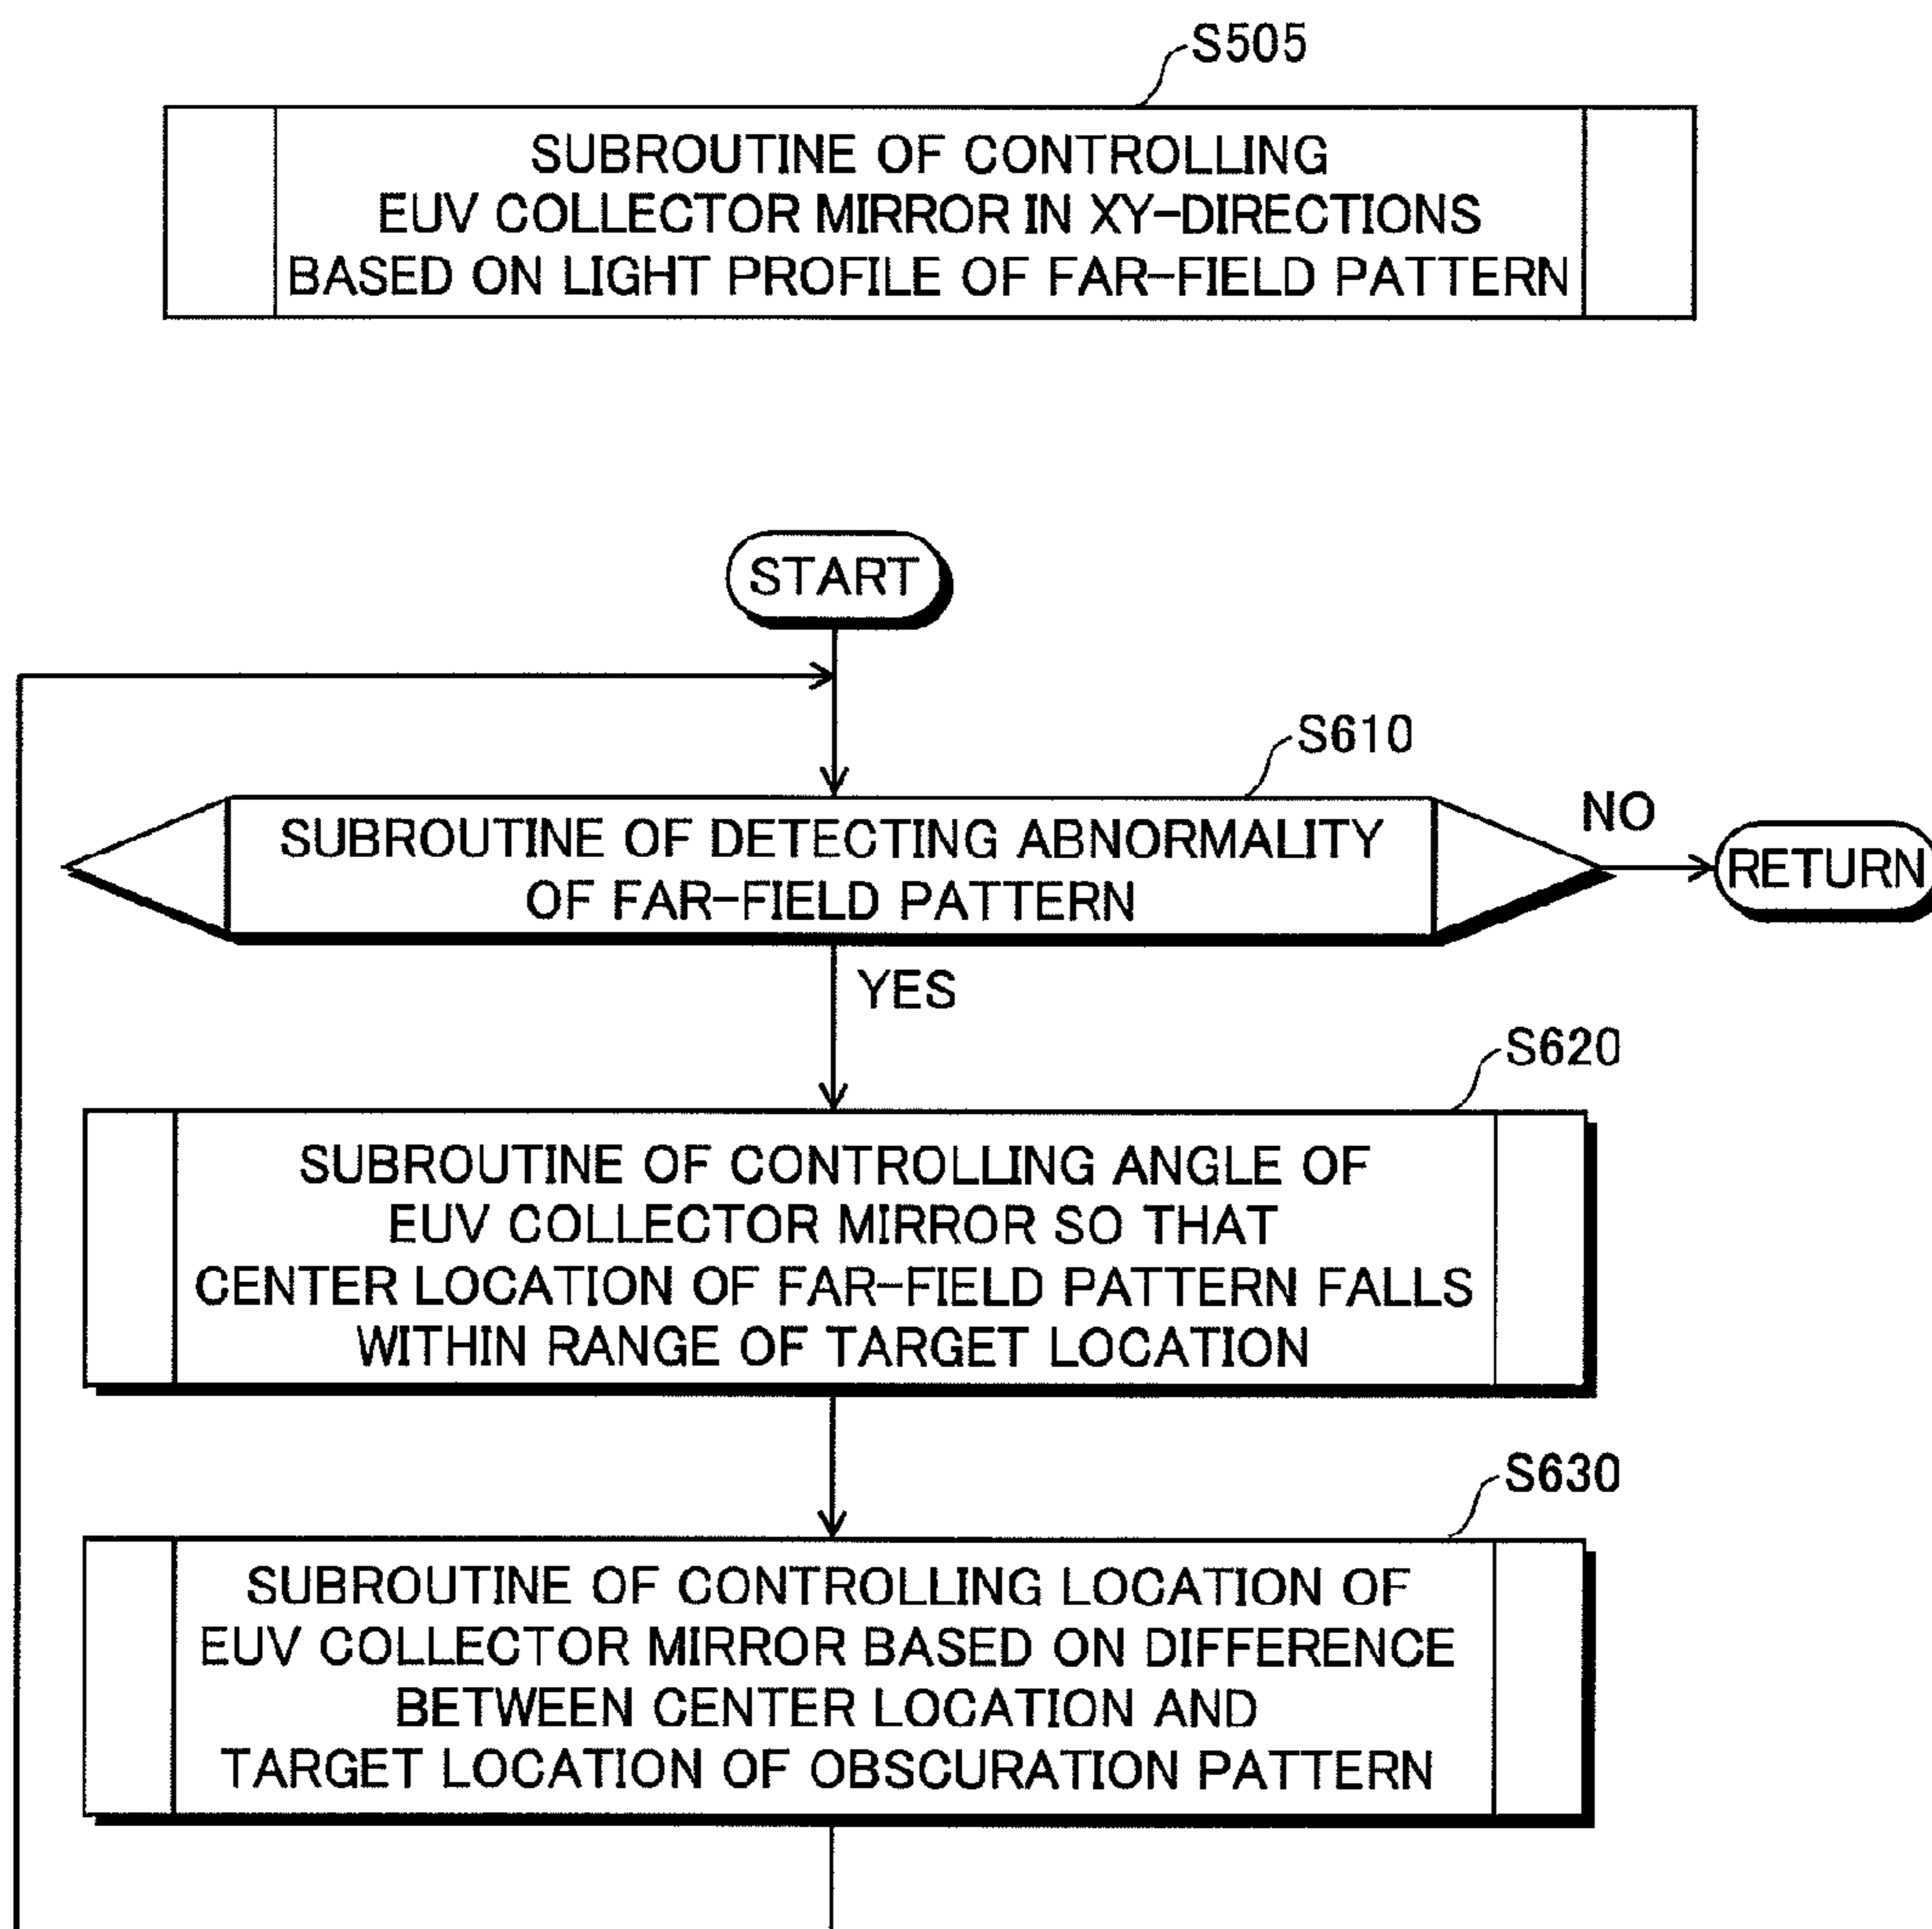 S505
SUBROUTINE OF CONTROLLING
EUV COLLECTOR MIRROR IN XY-DIRECTIONS
BASED ON LIGHT PROFILE OF FAR-FIELD PATTERN
START
S610
SUBROUTINE OF DETECTING ABNORMALITY
OF FAR-FIELD PATTERN
NO
RETURN
YES
S620
SUBROUTINE OF CONTROLLING ANGLE OF
EUV COLLECTOR MIRROR SO THAT
CENTER LOCATION OF FAR-FIELD PATTERN FALLS
WITHIN RANGE OF TARGET LOCATION
S630
SUBROUTINE OF CONTROLLING LOCATION OF
EUV COLLECTOR MIRROR BASED ON DIFFERENCE
BETWEEN CENTER LOCATION AND
TARGET LOCATION OF OBSCURATION PATTERN